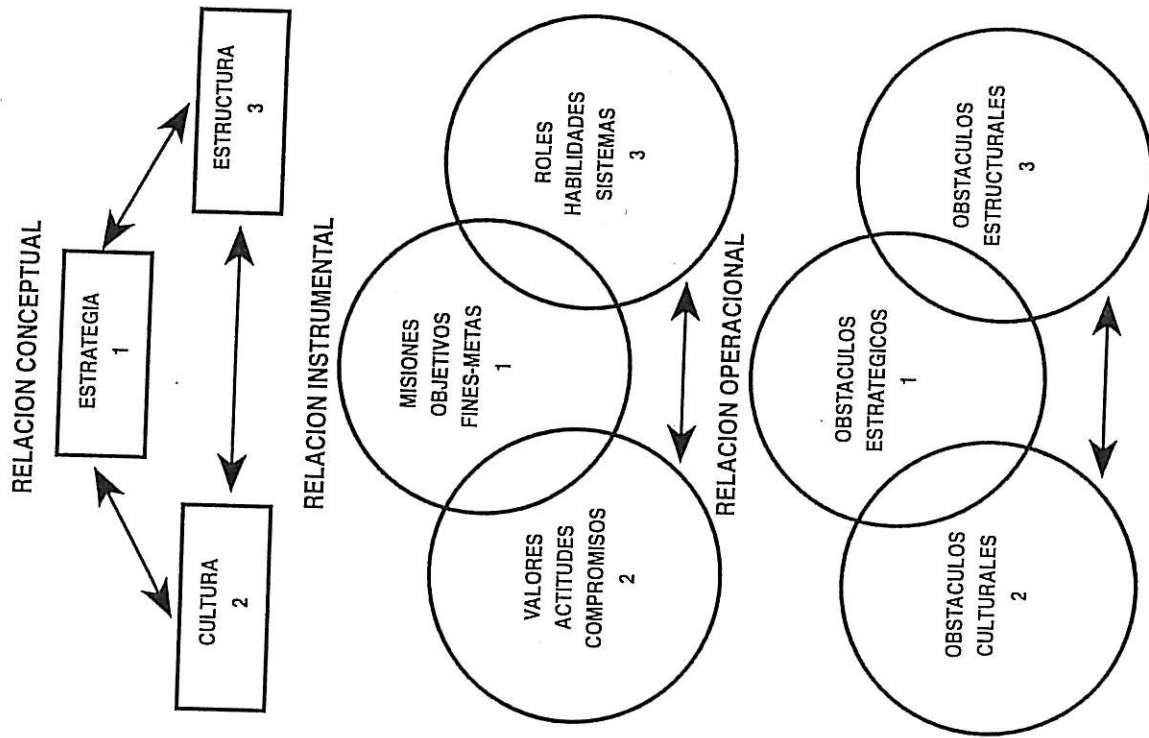 RELACION CONCEPTUAL
ESTRATEGIA
1
CULTURA
2
ESTRUCTURA
3
RELACION INSTRUMENTAL
MISIONES
OBJETIVOS
FINES-METAS
1
VALORES
ACTITUDES
COMPROMISOS
2
ROLES
HABILIDADES
SISTEMAS
3
RELACION OPERACIONAL
OBSTACULOS
ESTRATEGICOS
1
OBSTACULOS
CULTURALES
2
OBSTACULOS
ESTRUCTURALES
3